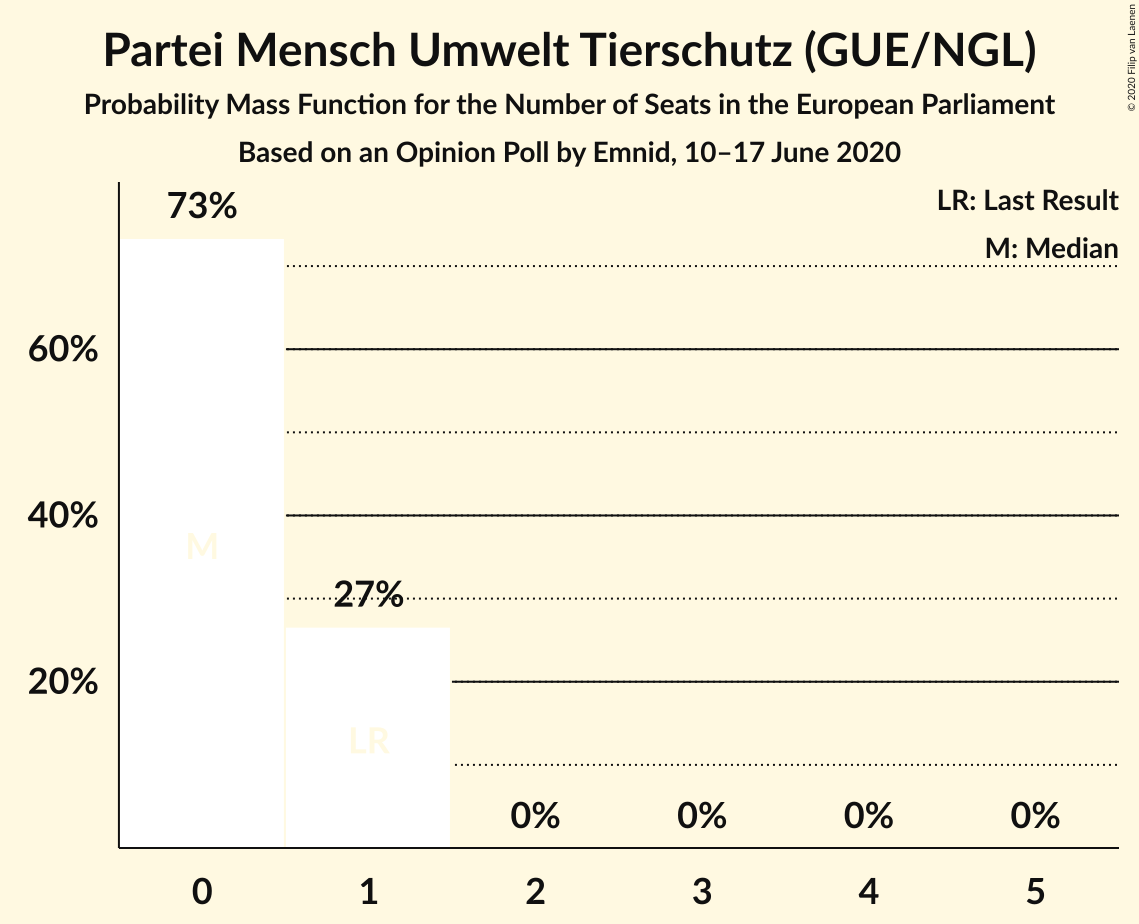 Partei Mensch Umwelt Tierschutz (GUE/NGL)
Probability Mass Function for the Number of Seats in the European Parliament
Based on an Opinion Poll by Emnid, 10–17 June 2020
© 2020 Filip van Laenen
LR: Last Result
M: Median
73%
60%
40%
20%
M
27%
LR
0%
0%
0%
0%
0
1
2
3
4
5